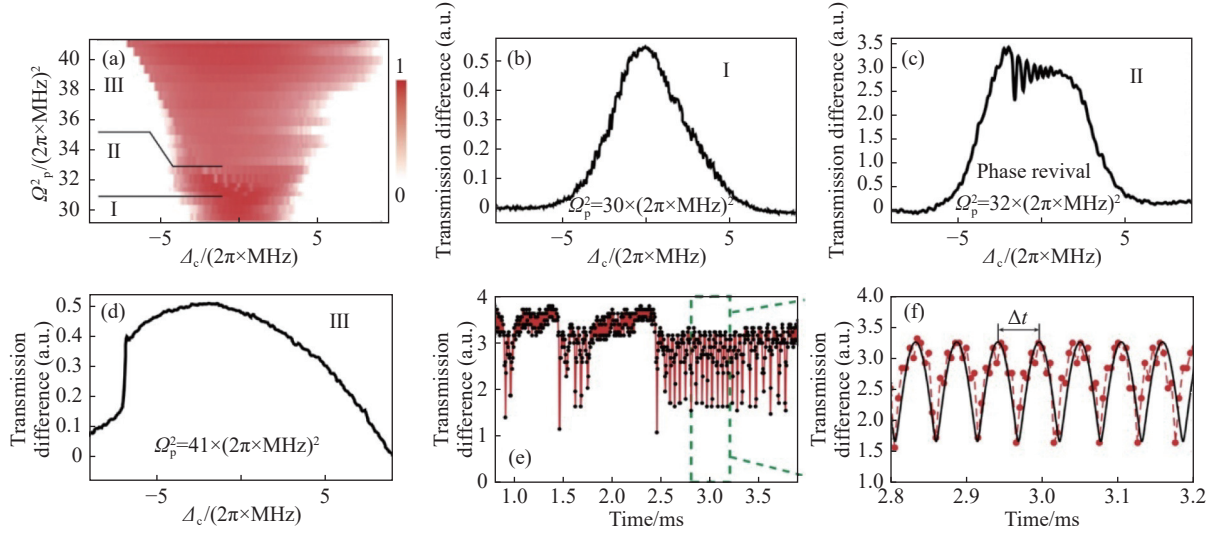 (a)
III
II
I
40
38
36
34
32
30
Ω²ₚ/(2π×MHz)²
−5
5
Δ_c/(2π×MHz)
1
0
(b)
I
0.5
0.4
0.3
0.2
0.1
0
Transmission difference (a.u.)
Ω²ₚ=30×(2π×MHz)²
−5
5
Δ_c/(2π×MHz)
(c)
II
3.5
3.0
2.5
2.0
1.5
1.0
0.5
0
Transmission difference (a.u.)
Phase revival
Ω²ₚ=32×(2π×MHz)²
−5
5
Δ_c/(2π×MHz)
(d)
III
0.5
0.4
0.3
0.2
0.1
0
Transmission
difference (a.u.)
Ω²ₚ=41×(2π×MHz)²
−5
5
Δ_c/(2π×MHz)
4
3
2
1
0
Transmission
difference (a.u.)
(e)
1.0
1.5
2.0
2.5
3.0
3.5
Time/ms
(f)
Δt
4.0
3.5
3.0
2.5
2.0
1.5
1.0
Transmission
difference (a.u.)
2.8
2.9
3.0
3.1
3.2
Time/ms